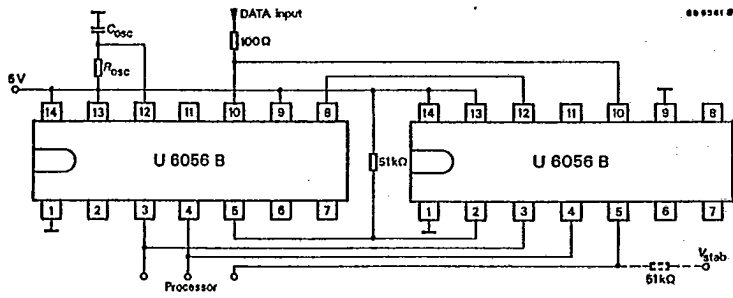 DATA input
Cosc
100Ω
Rosc
6V
14 13 12 11 10 9 8
14 13 12 11 10 9 8
U 6056 B
51kΩ
U 6056 B
1 2 3 4 5 6 7
1 2 3 4 5 6 7
Processor
Vstab
51kΩ